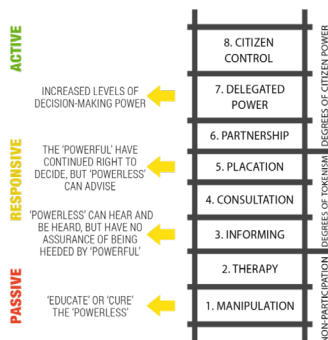 ACTIVE
RESPONSIVE
PASSIVE
INCREASED LEVELS OF
DECISION-MAKING POWER
THE 'POWERFUL' HAVE
CONTINUED RIGHT TO
DECIDE, BUT 'POWERLESS'
CAN ADVISE
'POWERLESS' CAN HEAR AND
BE HEARD, BUT HAVE NO
ASSURANCE OF BEING
HEEDED BY 'POWERFUL'
'EDUCATE' OR 'CURE'
THE 'POWERLESS'
8. CITIZEN
CONTROL
7. DELEGATED
POWER
6. PARTNERSHIP
5. PLACATION
4. CONSULTATION
3. INFORMING
2. THERAPY
1. MANIPULATION
DEGREES OF CITIZEN POWER
DEGREES OF TOKENISM
NON-PARTICIPATION